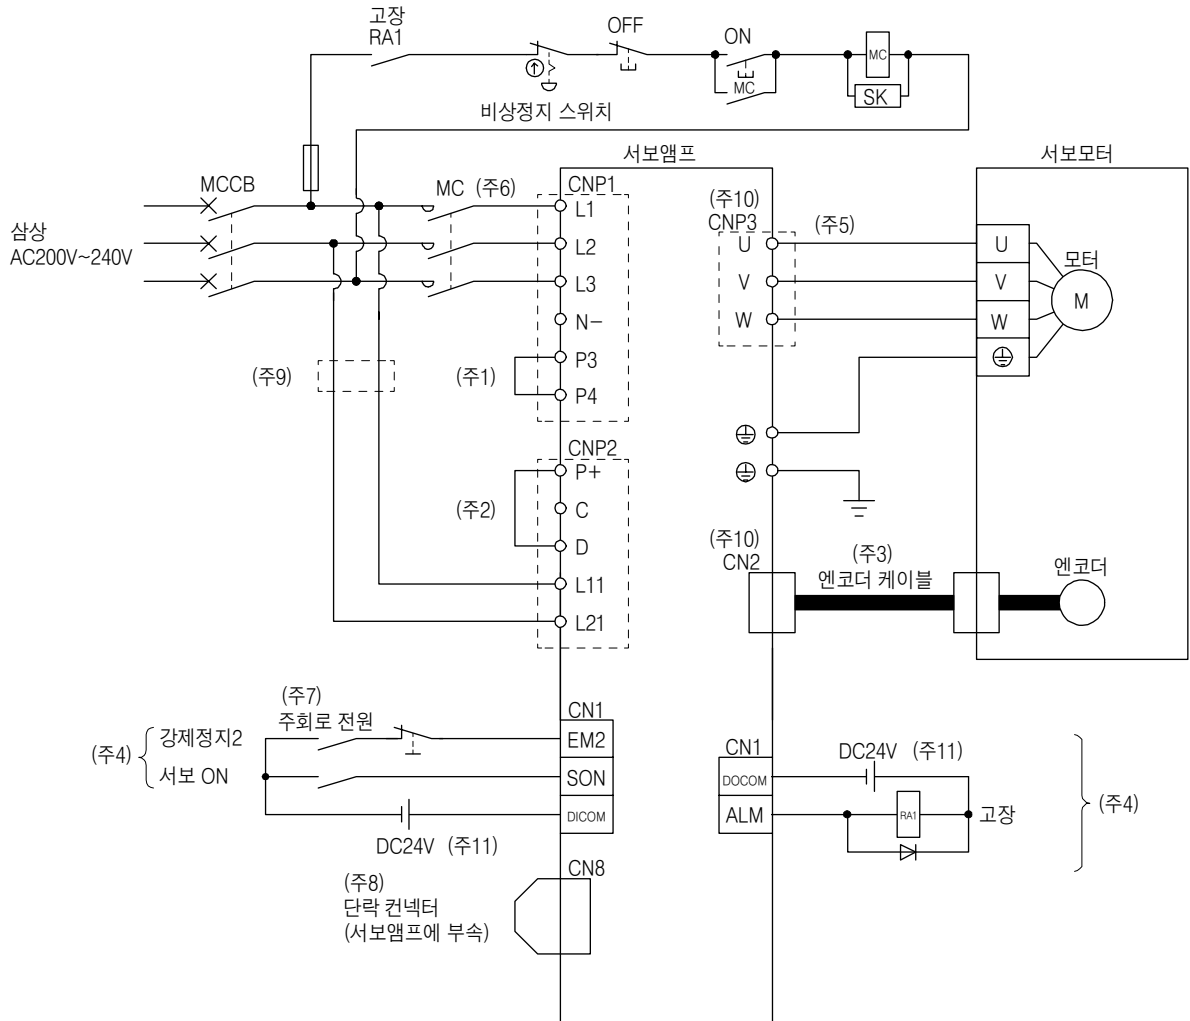 고장
RA1
OFF
ON
MC
MC
SK
비상정지 스위치
서보앰프
서보모터
MCCB
MC (주6)
CNP1
(주10)
CNP3
(주5)
삼상
AC200V~240V
L1
L2
L3
N−
P3
P4
U
V
W
U
V
W
모터
M
(주9)
(주1)
CNP2
P+
C
D
L11
L21
(주2)
(주10)
CN2
(주3)
엔코더 케이블
엔코더
(주7)
주회로 전원
CN1
(주4)
강제정지2
서보 ON
EM2
SON
DICOM
DC24V (주11)
CN1
DOCOM
ALM
DC24V (주11)
RA1
고장
(주4)
CN8
(주8)
단락 컨넥터
(서보앰프에 부속)